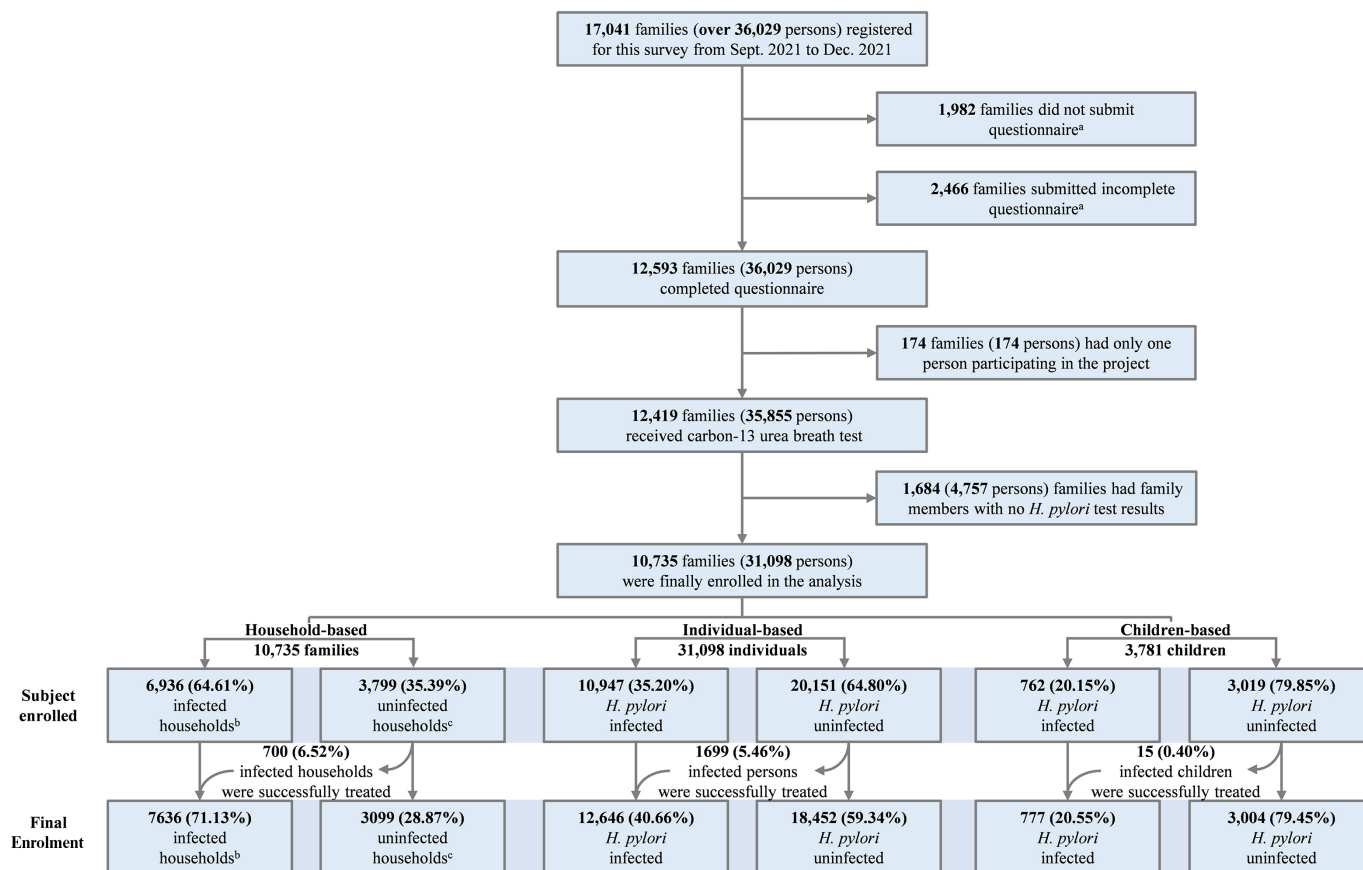 17,041 families (over 36,029 persons) registered
for this survey from Sept. 2021 to Dec. 2021
1,982 families did not submit
questionnaireᵃ
2,466 families submitted incomplete
questionnaireᵃ
12,593 families (36,029 persons)
completed questionnaire
174 families (174 persons) had only one
person participating in the project
12,419 families (35,855 persons)
received carbon-13 urea breath test
1,684 (4,757 persons) families had family
members with no H. pylori test results
10,735 families (31,098 persons)
were finally enrolled in the analysis
Household-based
10,735 families
Individual-based
31,098 individuals
Children-based
3,781 children
Subject
enrolled
6,936 (64.61%)
infected
householdsᵇ
3,799 (35.39%)
uninfected
householdsᶜ
10,947 (35.20%)
H. pylori
infected
20,151 (64.80%)
H. pylori
uninfected
762 (20.15%)
H. pylori
infected
3,019 (79.85%)
H. pylori
uninfected
700 (6.52%)
infected households
were successfully treated
1699 (5.46%)
infected persons
were successfully treated
15 (0.40%)
infected children
were successfully treated
Final
Enrolment
7636 (71.13%)
infected
householdsᵇ
3099 (28.87%)
uninfected
householdsᶜ
12,646 (40.66%)
H. pylori
infected
18,452 (59.34%)
H. pylori
uninfected
777 (20.55%)
H. pylori
infected
3,004 (79.45%)
H. pylori
uninfected